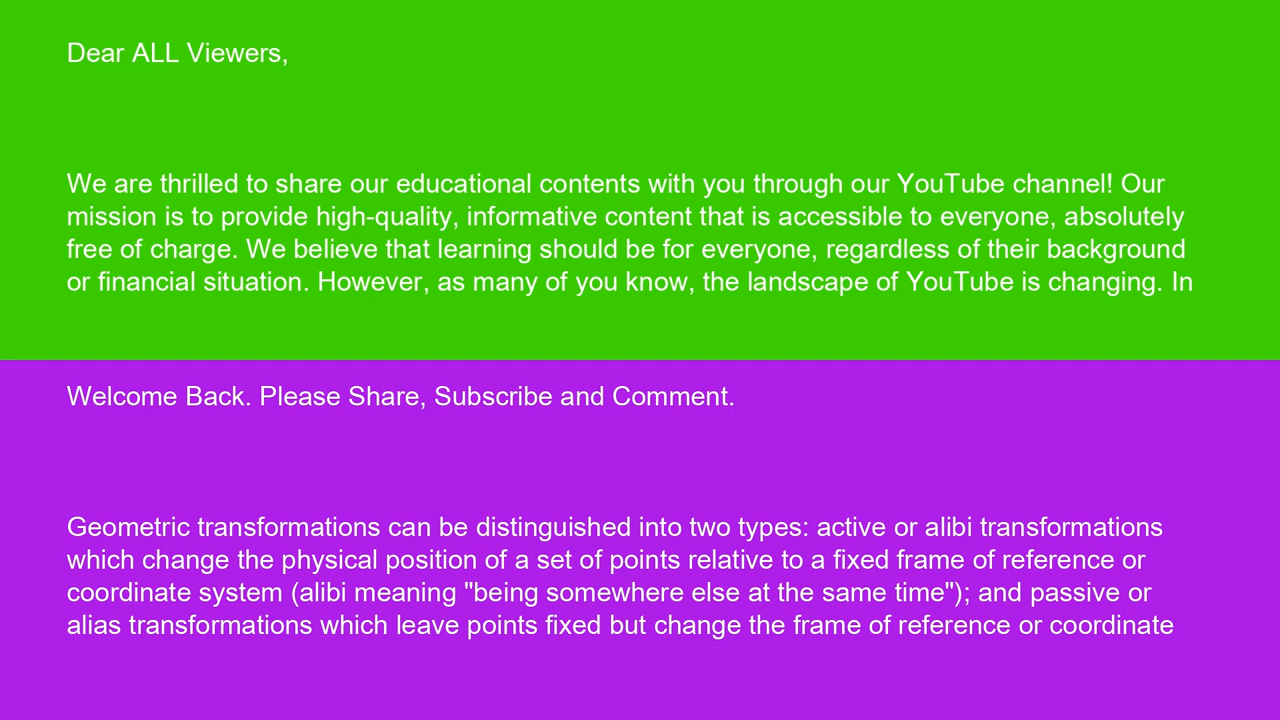 Dear ALL Viewers,
We are thrilled to share our educational contents with you through our YouTube channel! Our
mission is to provide high-quality, informative content that is accessible to everyone, absolutely
free of charge. We believe that learning should be for everyone, regardless of their background
or financial situation. However, as many of you know, the landscape of YouTube is changing. In
Welcome Back. Please Share, Subscribe and Comment.
Geometric transformations can be distinguished into two types: active or alibi transformations
which change the physical position of a set of points relative to a fixed frame of reference or
coordinate system (alibi meaning "being somewhere else at the same time"); and passive or
alias transformations which leave points fixed but change the frame of reference or coordinate